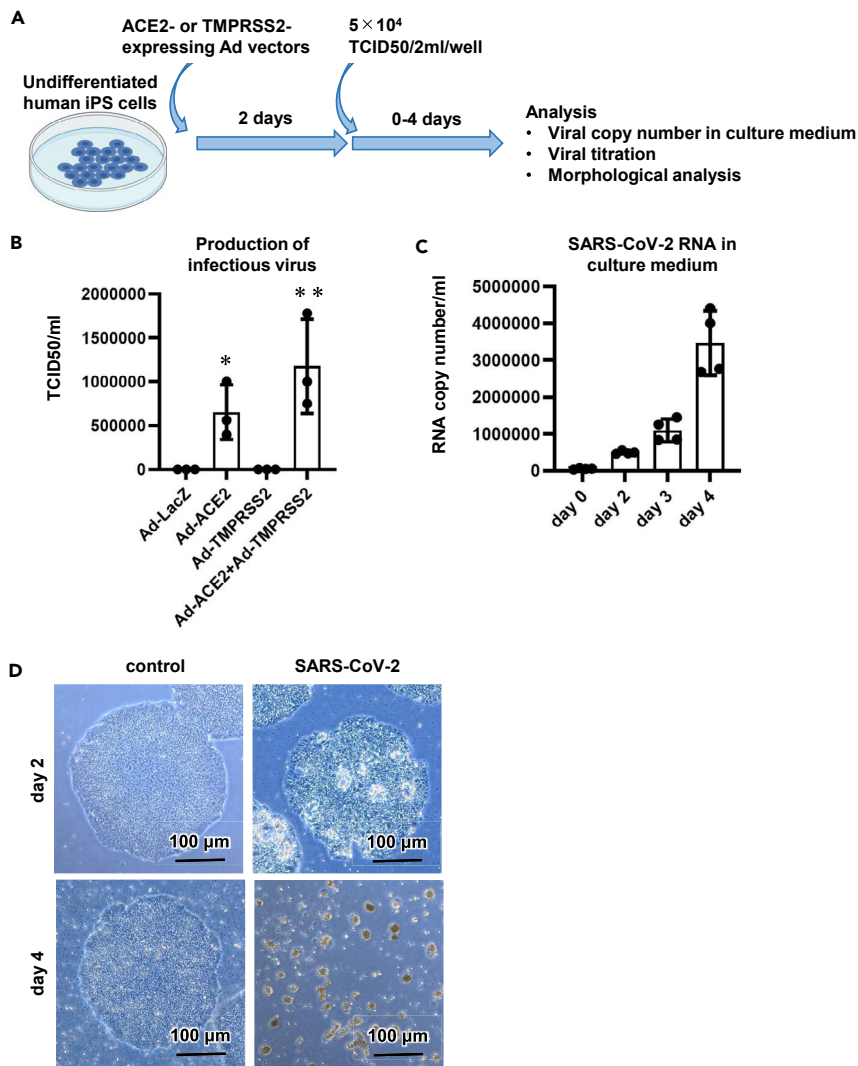 A
ACE2- or TMPRSS2-
expressing Ad vectors
5×10⁴
TCID50/2ml/well
Undifferentiated
human iPS cells
2 days
0-4 days
Analysis
• Viral copy number in culture medium
• Viral titration
• Morphological analysis
B
Production of
infectious virus
TCID50/ml
2000000
1500000
1000000
500000
0
*
**
Ad-LacZ
Ad-ACE2
Ad-TMPRSS2
Ad-ACE2+Ad-TMPRSS2
C
SARS-CoV-2 RNA in
culture medium
RNA copy number/ml
5000000
4000000
3000000
2000000
1000000
0
day 0
day 2
day 3
day 4
D
control
SARS-CoV-2
day 2
100 µm
100 µm
day 4
100 µm
100 µm